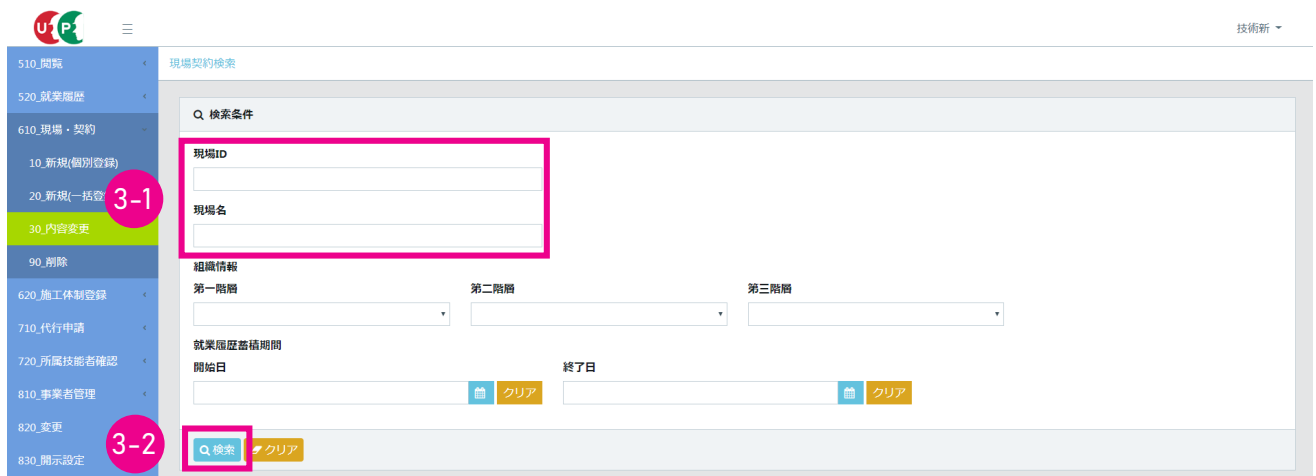 UP
技術新
510_閲覧
現場契約検索
520_就業履歴
検索条件
610_現場・契約
現場ID
10_新規(個別登録)
20_新規(一括登
3-1
現場名
30_内容変更
90_削除
組織情報
第一階層 第二階層 第三階層
620_施工体制登録
710_代行申請
就業履歴蓄積期間
720_所属技能者確認
開始日 終了日
810_事業者管理
クリア クリア
820_変更
3-2
検索 クリア
830_開示設定